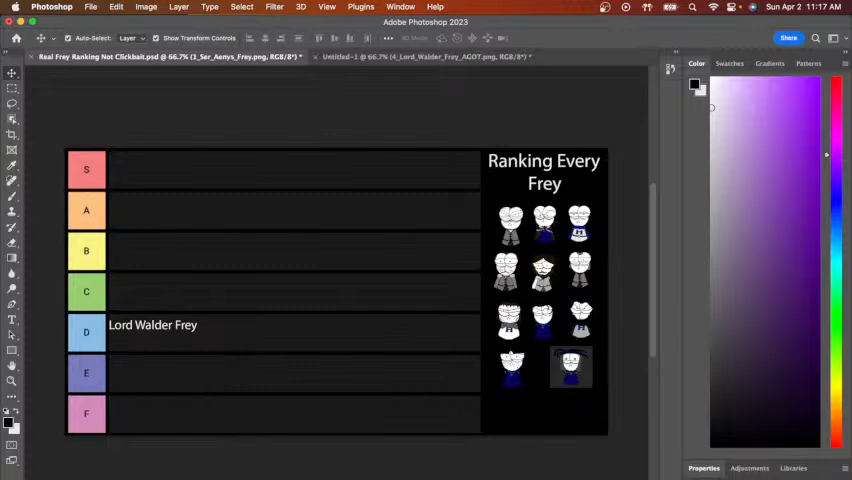 Photoshop File Edit Image Layer Type Select Filter 3D View Plugins Window Help Sun Apr 2 11:17 AM
Adobe Photoshop 2023
Auto-Select: Layer Show Transform Controls Share
Real Frey Ranking Not Clickbait.psd @ 66.7% (1_Ser_Aenys_Frey.png, RGB/8*) * Untitled-1 @ 66.7% (4_Lord_Walder_Frey_AGOT.png, RGB/8*) *
Color Swatches Gradients Patterns
S
A
B
C
D
Lord Walder Frey
E
F
Ranking Every
Frey
Properties Adjustments Libraries